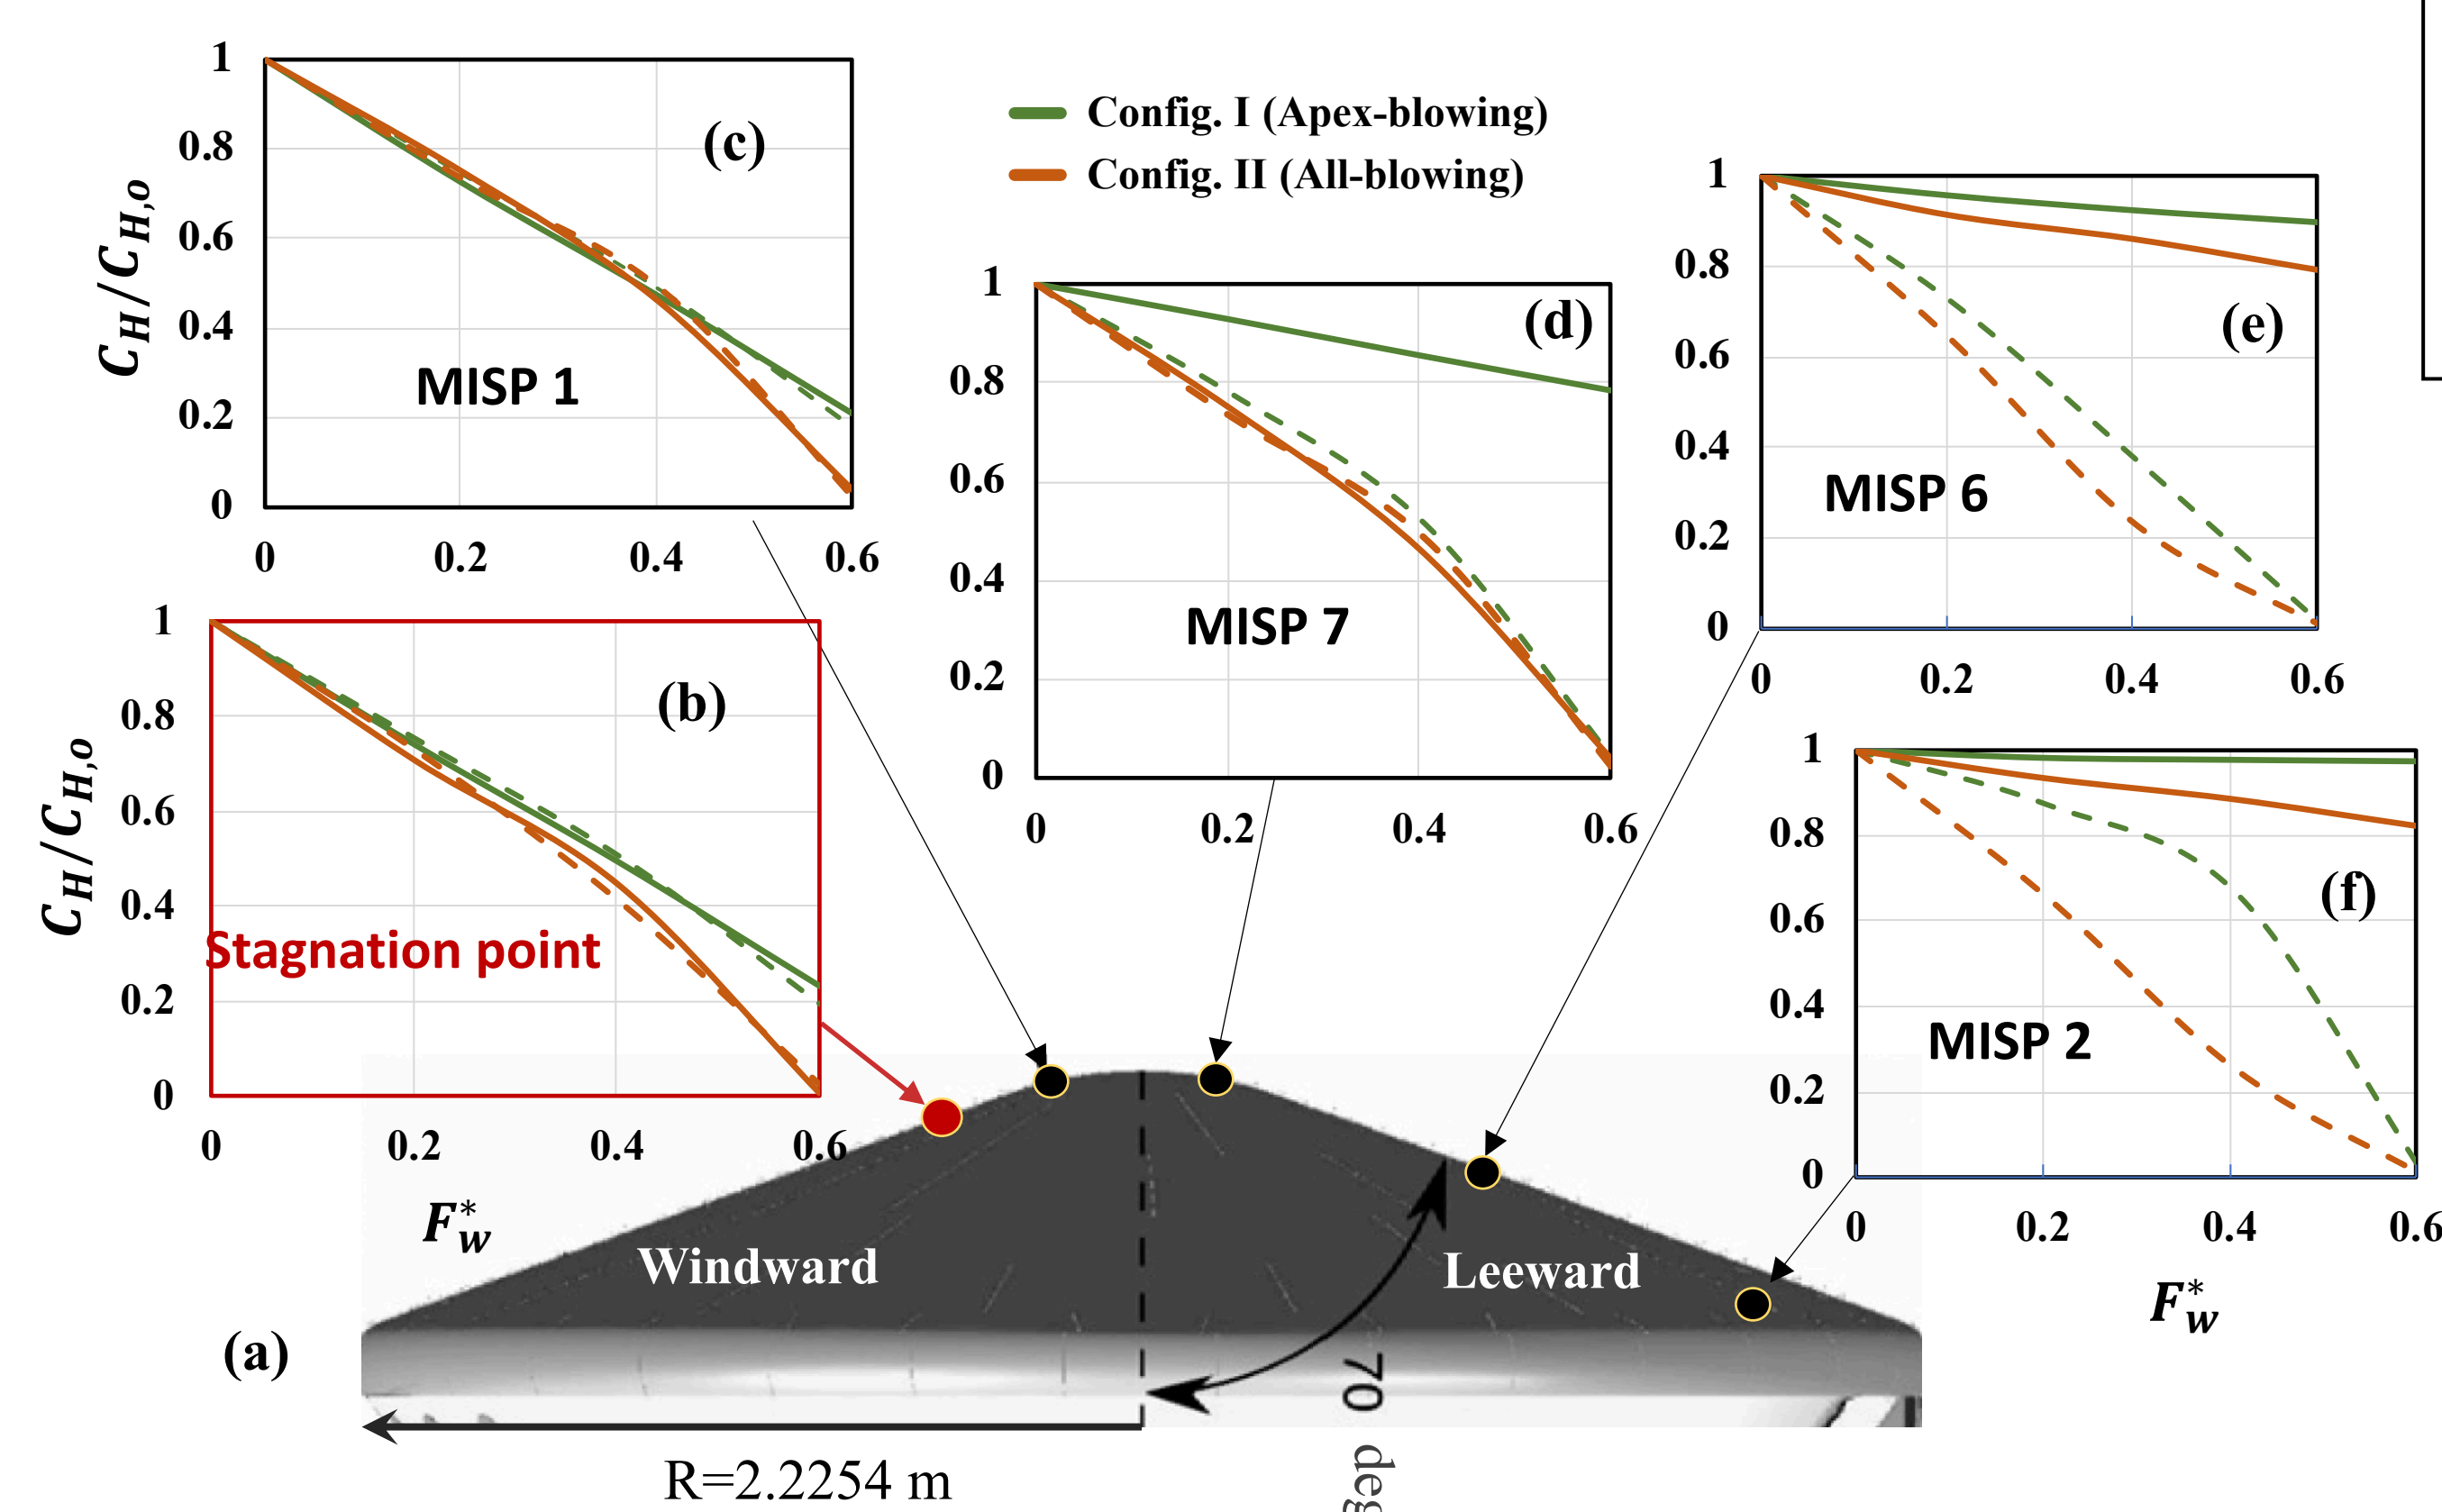 Config. I (Apex-blowing)
Config. II (All-blowing)
C_H/C_{H,o}
1
0.8
0.6
0.4
0.2
0
(c)
MISP 1
0 0.2 0.4 0.6
1
0.8
0.6
0.4
0.2
0
(d)
MISP 7
0 0.2 0.4 0.6
1
0.8
0.6
0.4
0.2
0
(e)
MISP 6
0 0.2 0.4 0.6
C_H/C_{H,o}
1
0.8
0.6
0.4
0.2
0
(b)
Stagnation point
0 0.2 0.4 0.6
F_w^*
1
0.8
0.6
0.4
0.2
0
(f)
MISP 2
0 0.2 0.4 0.6
F_w^*
Windward
Leeward
(a)
70 deg
R=2.2254 m